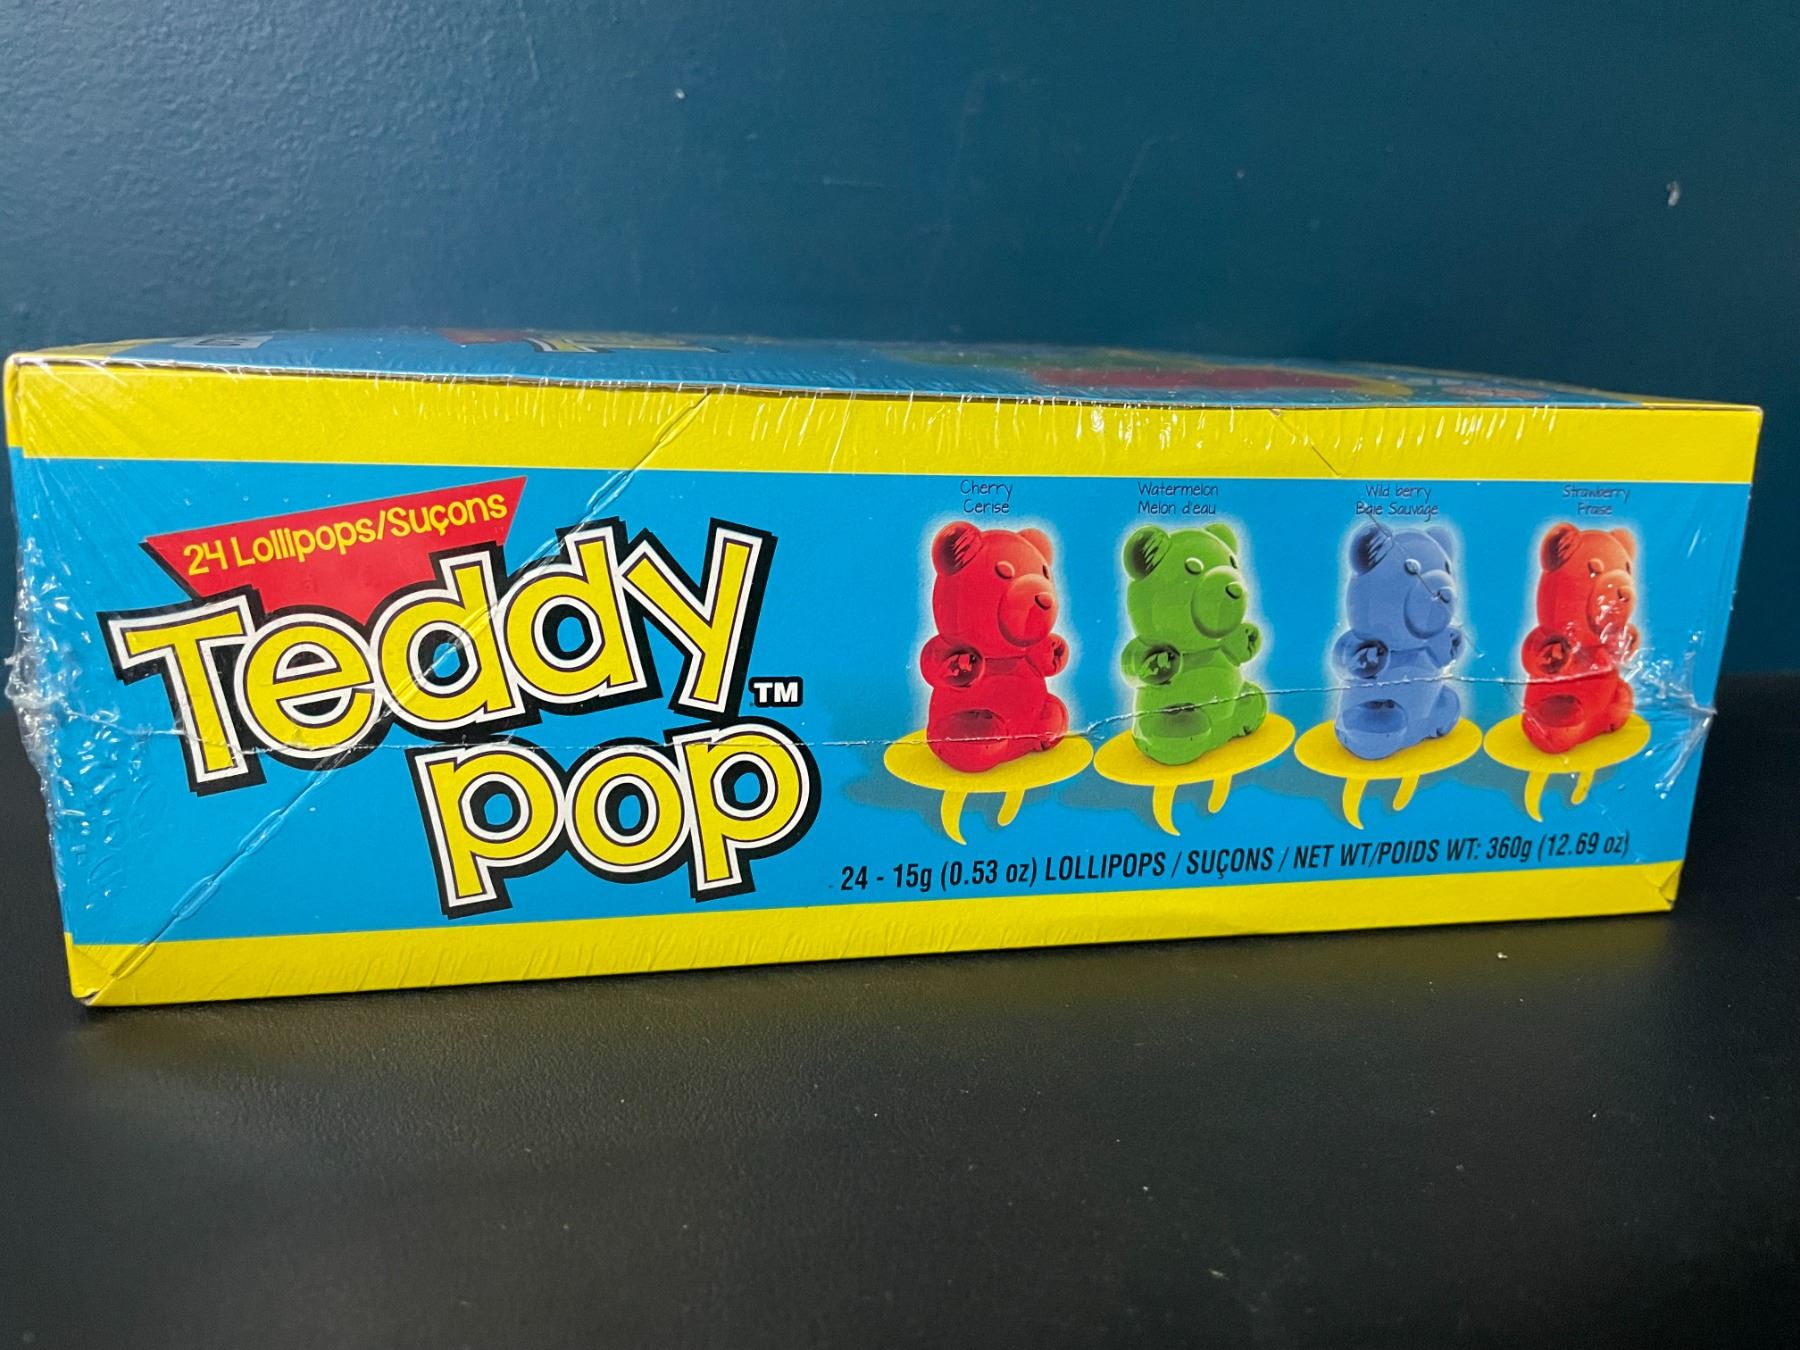 24 Lollipops/Suçons
Teddy
TM
pop
Cherry
Cerise
Watermelon
Melon d'eau
Wild berry
Baie Sauvage
Strawberry
Fraise
24 - 15g (0.53 oz) LOLLIPOPS / SUÇONS / NET WT/POIDS WT: 360g (12.69 oz)